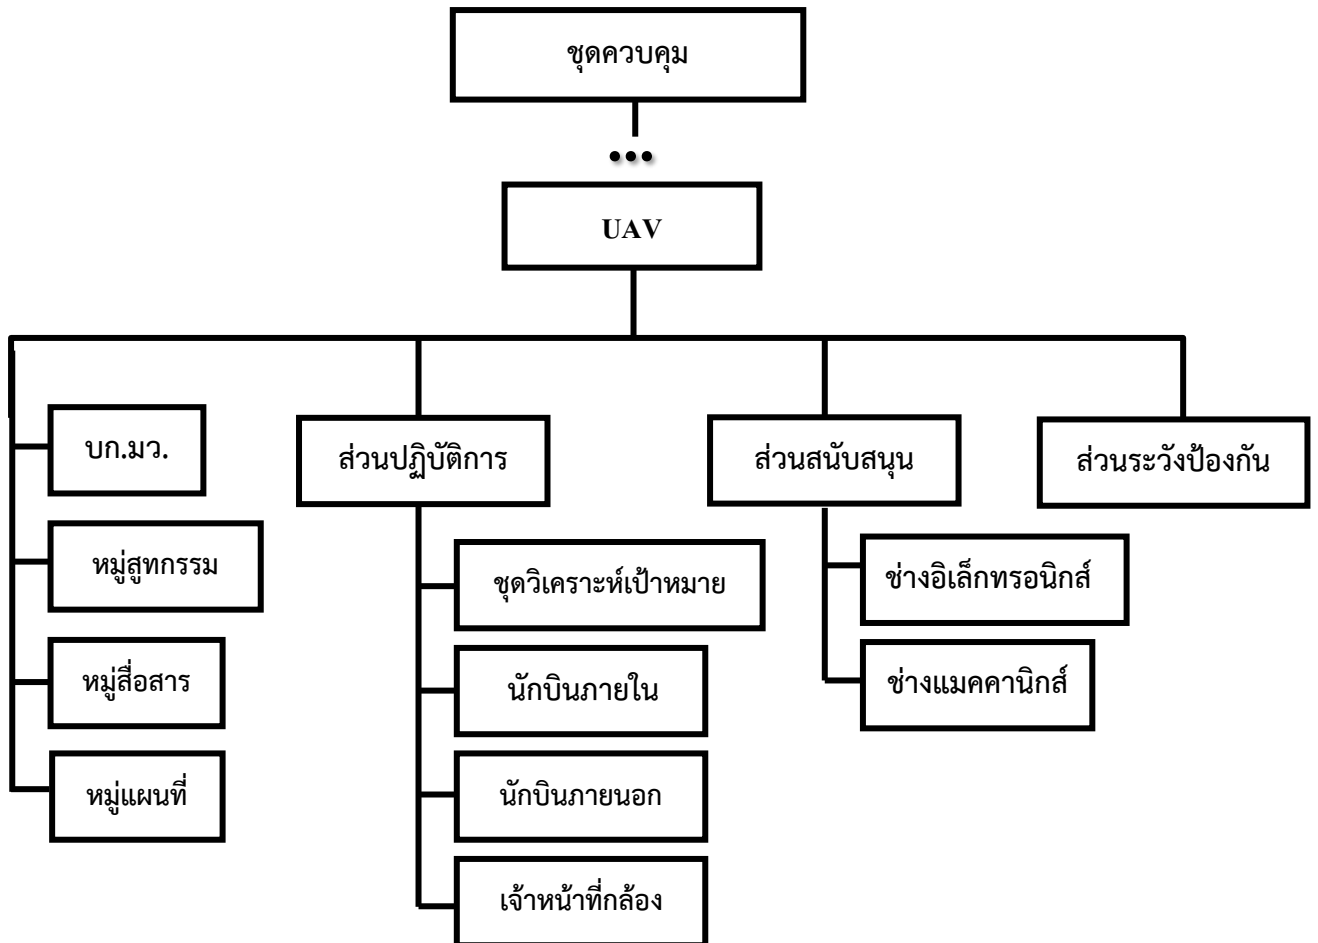 ชุดควบคุม
•••
UAV
บก.มว.
หมู่สูทกรรม
หมู่สื่อสาร
หมู่แผนที่
ส่วนปฏิบัติการ
ชุดวิเคราะห์เป้าหมาย
นักบินภายใน
นักบินภายนอก
เจ้าหน้าที่กล้อง
ส่วนสนับสนุน
ช่างอิเล็กทรอนิกส์
ช่างแมคคานิกส์
ส่วนระวังป้องกัน